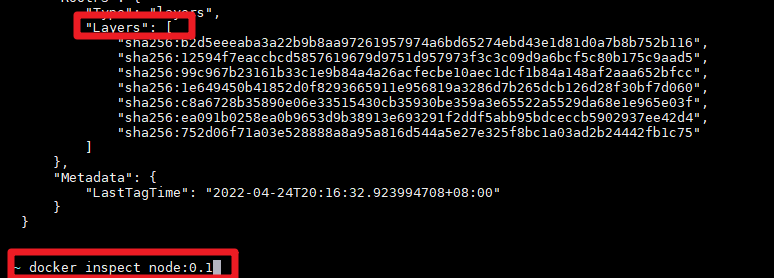 "Type": "layers",
"Layers": [
"sha256:b2d5eeeaba3a22b9b8aa97261957974a6bd65274ebd43e1d81d0a7b8b752b116",
"sha256:12594f7eaccbcd5857619679d9751d957973f3c3c09d9a6bcf5c80b175c9aad5",
"sha256:99c967b23161b33c1e9b84a4a26acfecbe10aec1dcf1b84a148af2aaa652bfcc",
"sha256:1e649450b41852d0f8293665911e956819a3286d7b265dcb126d28f30bf7d060",
"sha256:c8a6728b35890e06e33515430cb35930be359a3e65522a5529da68e1e965e03f",
"sha256:ea091b0258ea0b9653d9b38913e693291f2ddf5abb95bdceccb5902937ee42d4",
"sha256:752d06f71a03e528888a8a95a816d544a5e27e325f8bc1a03ad2b24442fb1c75"
]
},
"Metadata": {
"LastTagTime": "2022-04-24T20:16:32.923994708+08:00"
}
}
~ docker inspect node:0.1